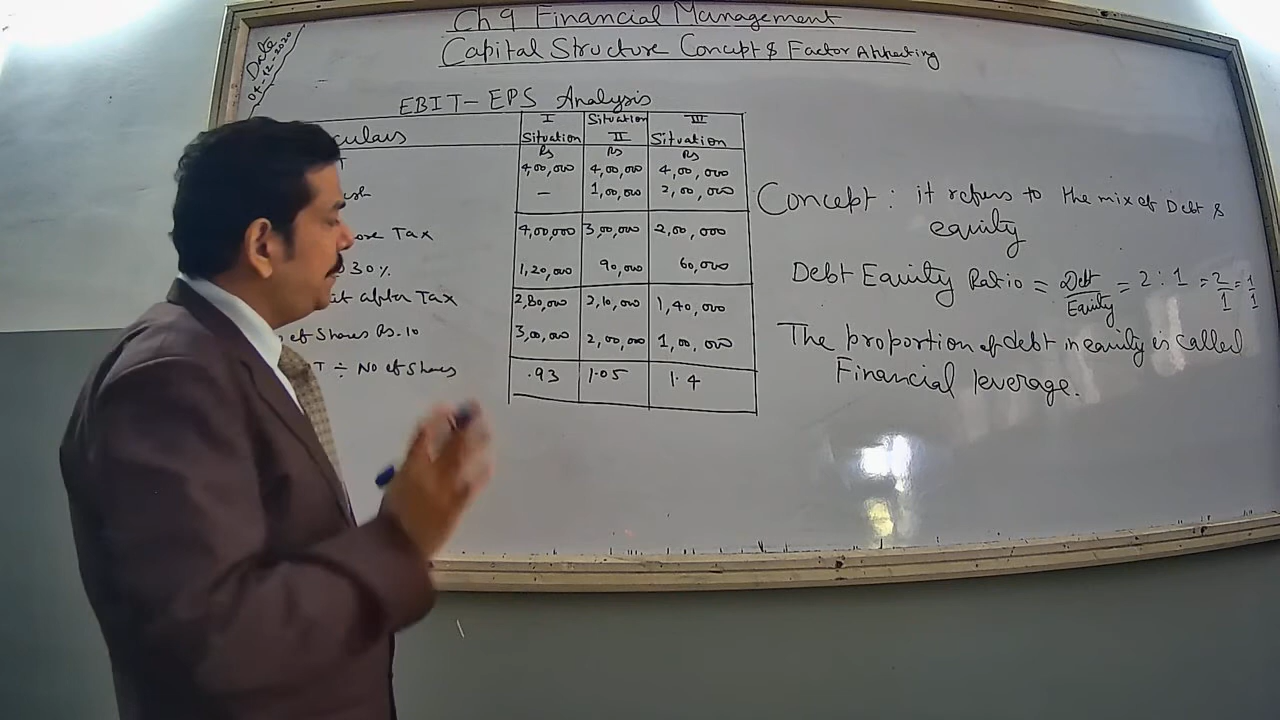 Ch 9 Financial Management
Capital Structure Concept & Factor Affecting
Date
04-12-2020
EBIT- EPS Analysis
culars I Situation Situation II III Situation
Rs Rs Rs
T 4,00,000 4,00,000 4,00,000
— 1,00,000 2,00,000
ore Tax 4,00,000 3,00,000 2,00,000
30% 1,20,000 90,000 60,000
it after Tax 2,80,000 2,10,000 1,40,000
of Shares Rs.10 3,00,000 2,00,000 1,00,000
T ÷ No of Shares .93 1.05 1.4
Concept : it refers to the mix of Debt &
equity
Debt Equity Ratio = Debt/Equity = 2 : 1 = 2/1 = 1/1
The proportion of debt in equity is called
Financial leverage.